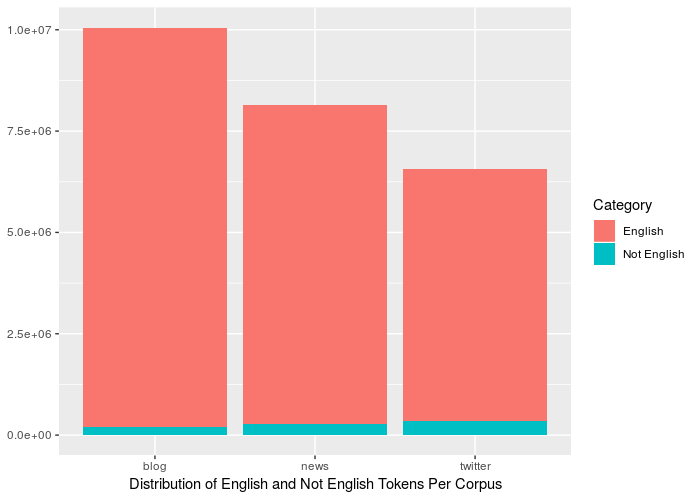 1.0e+07
7.5e+06
5.0e+06
2.5e+06
0.0e+00
blog news twitter
Distribution of English and Not English Tokens Per Corpus
Category
English
Not English